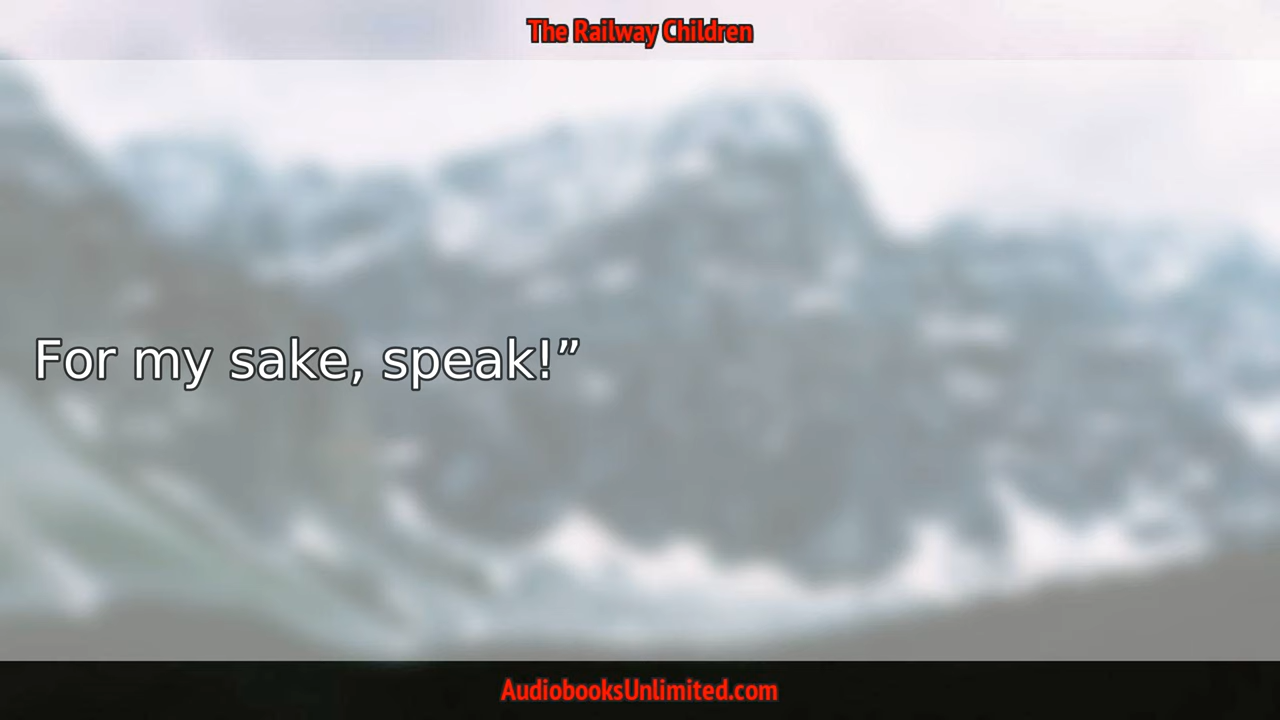 The Railway Children
For my sake, speak!”
AudiobooksUnlimited.com